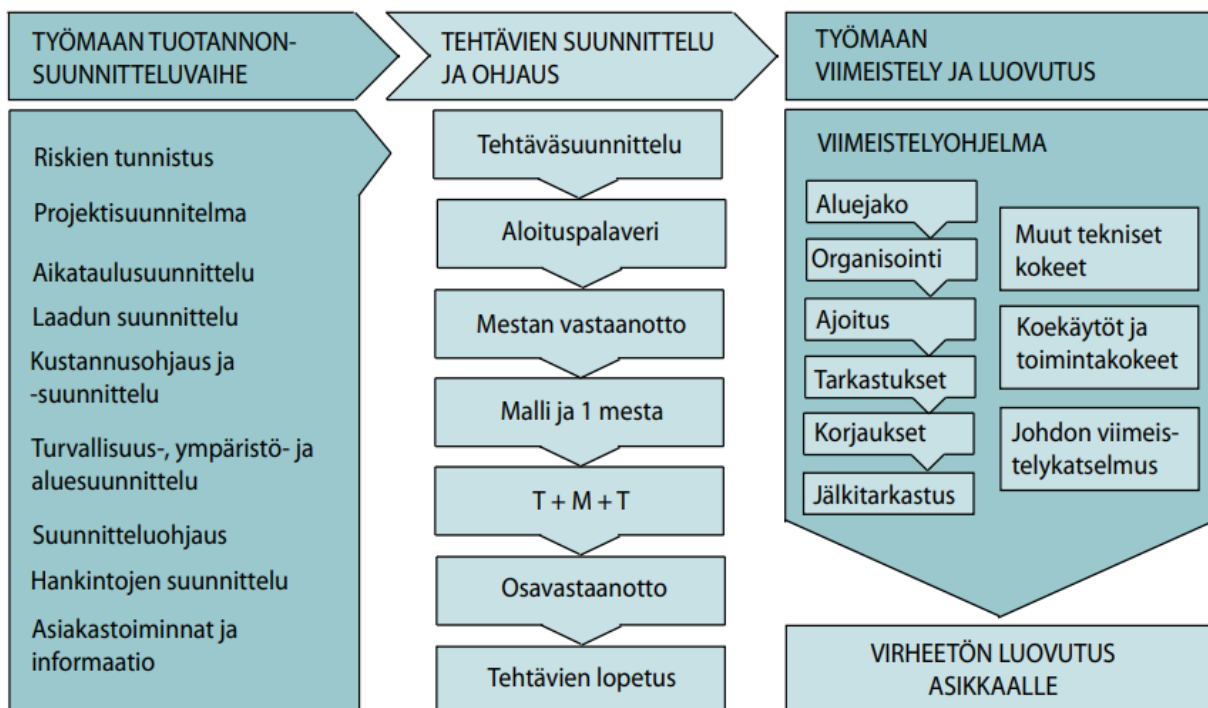 TYÖMAAN TUOTANNON-
SUUNNITTELUVAIHE
Riskien tunnistus
Projektisuunnitelma
Aikataulusuunnittelu
Laadun suunnittelu
Kustannusohjaus ja
-suunnittelu
Turvallisuus-, ympäristö- ja
aluesuunnittelu
Suunnitteluohjaus
Hankintojen suunnittelu
Asiakastoiminnat ja
informaatio
TEHTÄVIEN SUUNNITTELU
JA OHJAUS
Tehtäväsuunnittelu
Aloituspalaveri
Mestan vastaanotto
Malli ja 1 mesta
T + M + T
Osavastaanotto
Tehtävien lopetus
TYÖMAAN
VIIMEISTELY JA LUOVUTUS
VIIMEISTELYOHJELMA
Aluejako
Organisointi
Ajoitus
Tarkastukset
Korjaukset
Jälkitarkastus
Muut tekniset
kokeet
Koekäytöt ja
toimintakokeet
Johdon viimeis-
telykatselmus
VIRHEETÖN LUOVUTUS
ASIKKAALLE